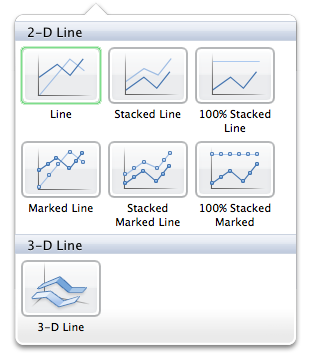 2-D Line
Line
Stacked Line
100% Stacked
Line
Marked Line
Stacked
Marked Line
100% Stacked
Marked
3-D Line
3-D Line